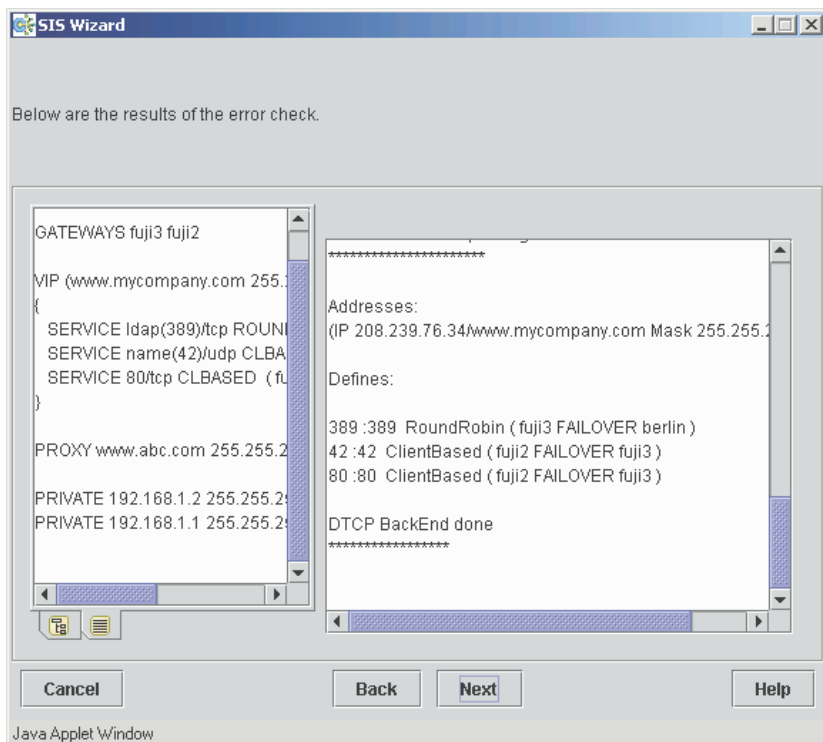 SIS Wizard
Below are the results of the error check.
GATEWAYS fuji3 fuji2
VIP (www.mycompany.com 255.
{
SERVICE ldap(389)/tcp ROUN
SERVICE name(42)/udp CLBA
SERVICE 80/tcp CLBASED ( fu
}
PROXY www.abc.com 255.255.2
PRIVATE 192.168.1.2 255.255.2
PRIVATE 192.168.1.1 255.255.2
**********************
Addresses:
(IP 208.239.76.34/www.mycompany.com Mask 255.255.2
Defines:
389 :389 RoundRobin ( fuji3 FAILOVER berlin )
42 :42 ClientBased ( fuji2 FAILOVER fuji3 )
80 :80 ClientBased ( fuji2 FAILOVER fuji3 )
DTCP BackEnd done
*****************
Cancel
Back
Next
Help
Java Applet Window